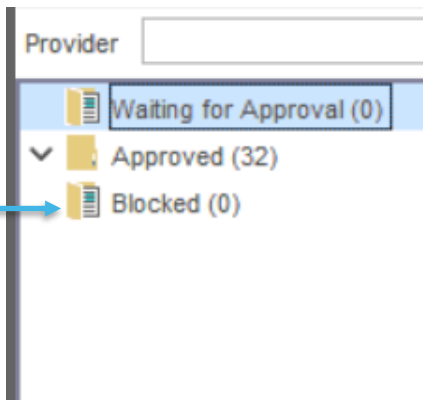 Provider
Waiting for Approval (0)
Approved (32)
Blocked (0)